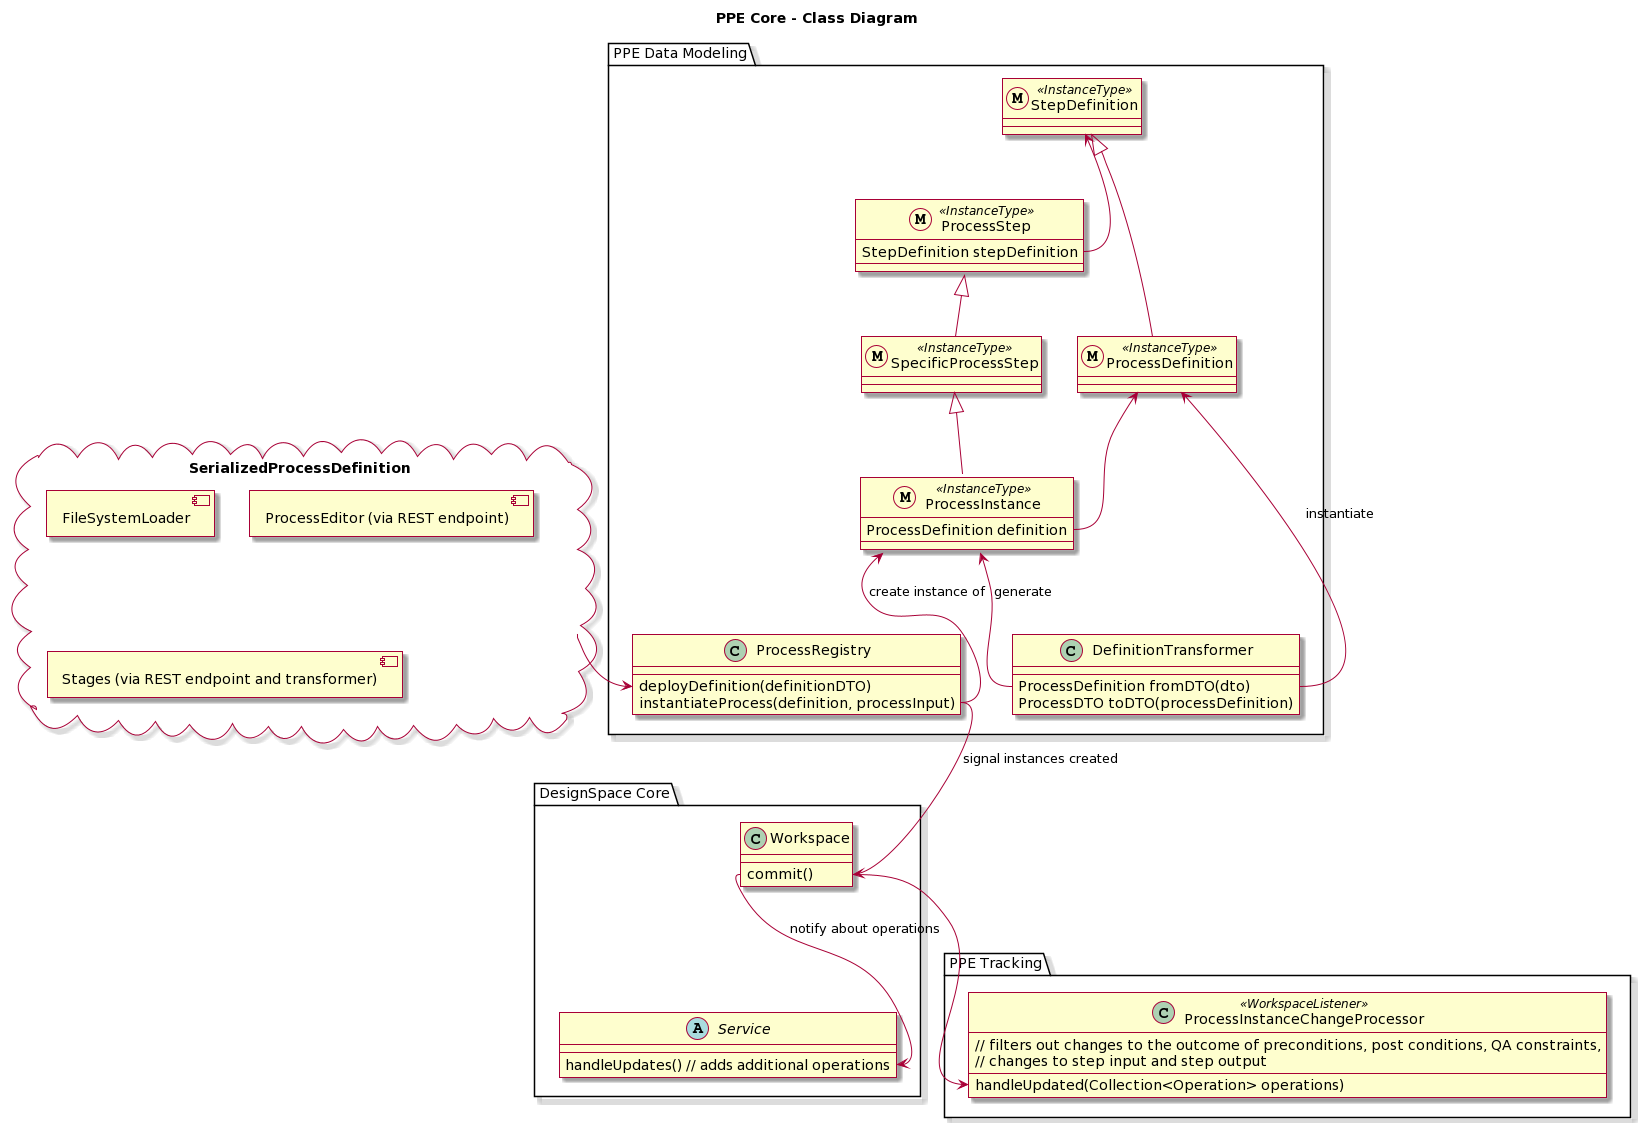 PPE Core - Class Diagram
PPE Data Modeling
M
«InstanceType»
StepDefinition
M
«InstanceType»
ProcessStep
StepDefinition stepDefinition
M
«InstanceType»
SpecificProcessStep
M
«InstanceType»
ProcessDefinition
SerializedProcessDefinition
FileSystemLoader
ProcessEditor (via REST endpoint)
Stages (via REST endpoint and transformer)
M
«InstanceType»
ProcessInstance
ProcessDefinition definition
instantiate
create instance of
generate
C
ProcessRegistry
deployDefinition(definitionDTO)
instantiateProcess(definition, processInput)
C
DefinitionTransformer
ProcessDefinition fromDTO(dto)
ProcessDTO toDTO(processDefinition)
signal instances created
DesignSpace Core
C
Workspace
commit()
notify about operations
A
Service
handleUpdates() // adds additional operations
PPE Tracking
C
«WorkspaceListener»
ProcessInstanceChangeProcessor
// filters out changes to the outcome of preconditions, post conditions, QA constraints,
// changes to step input and step output
handleUpdated(Collection<Operation> operations)